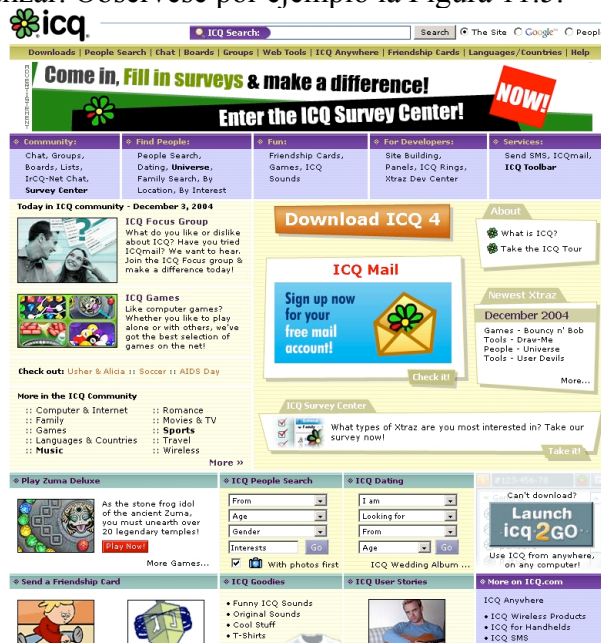 anzar. Obsérvese por ejemplo la Figura 11.3.
icq
ICQ Search:
Search
The Site
Google™
Peopl
Downloads | People Search | Chat | Boards | Groups | Web Tools | ICQ Anywhere | Friendship Cards | Languages/Countries | Help
ADVERTISEMENT
Come in, Fill in surveys & make a difference!
Enter the ICQ Survey Center!
NOW!
Community:
Chat, Groups,
Boards, Lists,
IrCQ-Net Chat,
Survey Center
Find People:
People Search,
Dating, Universe,
Family Search, By
Location, By Interest
Fun:
Friendship Cards,
Games, ICQ
Sounds
For Developers:
Site Building,
Panels, ICQ Rings,
Xtraz Dev Center
Services:
Send SMS, ICQmail,
ICQ Toolbar
Today in ICQ community - December 3, 2004
ICQ Focus Group
What do you like or dislike
about ICQ? Have you tried
ICQmail? We want to hear.
Join the ICQ Focus group &
make a difference today!
ICQ Games
Like computer games?
Whether you like to play
alone or with others, we've
got the best selection of
games on the net!
Check out: Usher & Alicia :: Soccer :: AIDS Day
More in the ICQ Community
:: Computer & Internet
:: Family
:: Games
:: Languages & Countries
:: Music
:: Romance
:: Movies & TV
:: Sports
:: Travel
:: Wireless
More »
Download ICQ 4
ICQ Mail
Sign up now
for your
free mail
account!
Check it!
About
What is ICQ?
Take the ICQ Tour
Newest Xtraz
December 2004
Games - Bouncy n' Bob
Tools - Draw-Me
People - Universe
Tools - User Devils
More...
ICQ Survey Center
What types of Xtraz are you most interested in? Take our
survey now!
Take it!
Play Zuma Deluxe
As the stone frog idol
of the ancient Zuma,
you must unearth over
20 legendary temples!
Play Now!
More Games...
ICQ People Search
From
Age
Gender
Interests
Go
With photos first
ICQ Dating
I am
Looking for
From
Age
Go
ICQ Wedding Album ...
Can't download?
Launch
icq2GO
Use ICQ from anywhere,
on any computer!
Send a Friendship Card
ICQ Goodies
• Funny ICQ Sounds
• Original Sounds
• Cool Stuff
• T-Shirts
ICQ User Stories
More on ICQ.com
ICQ Anywhere
• ICQ Wireless Products
• ICQ for Handhelds
• ICQ SMS